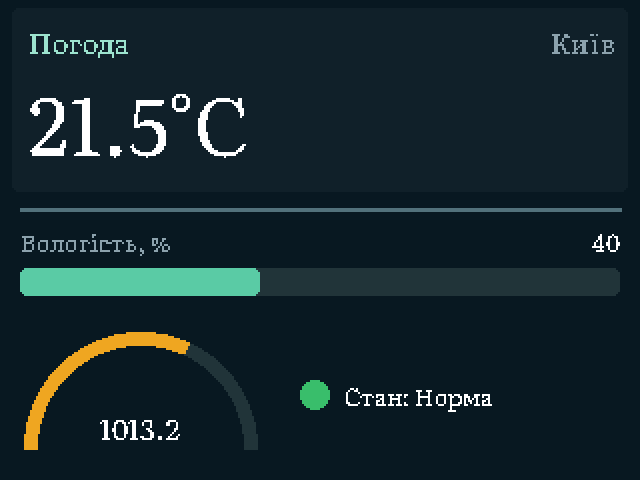 Погода Київ
21.5°C
Вологість, % 40
1013.2
Стан: Норма